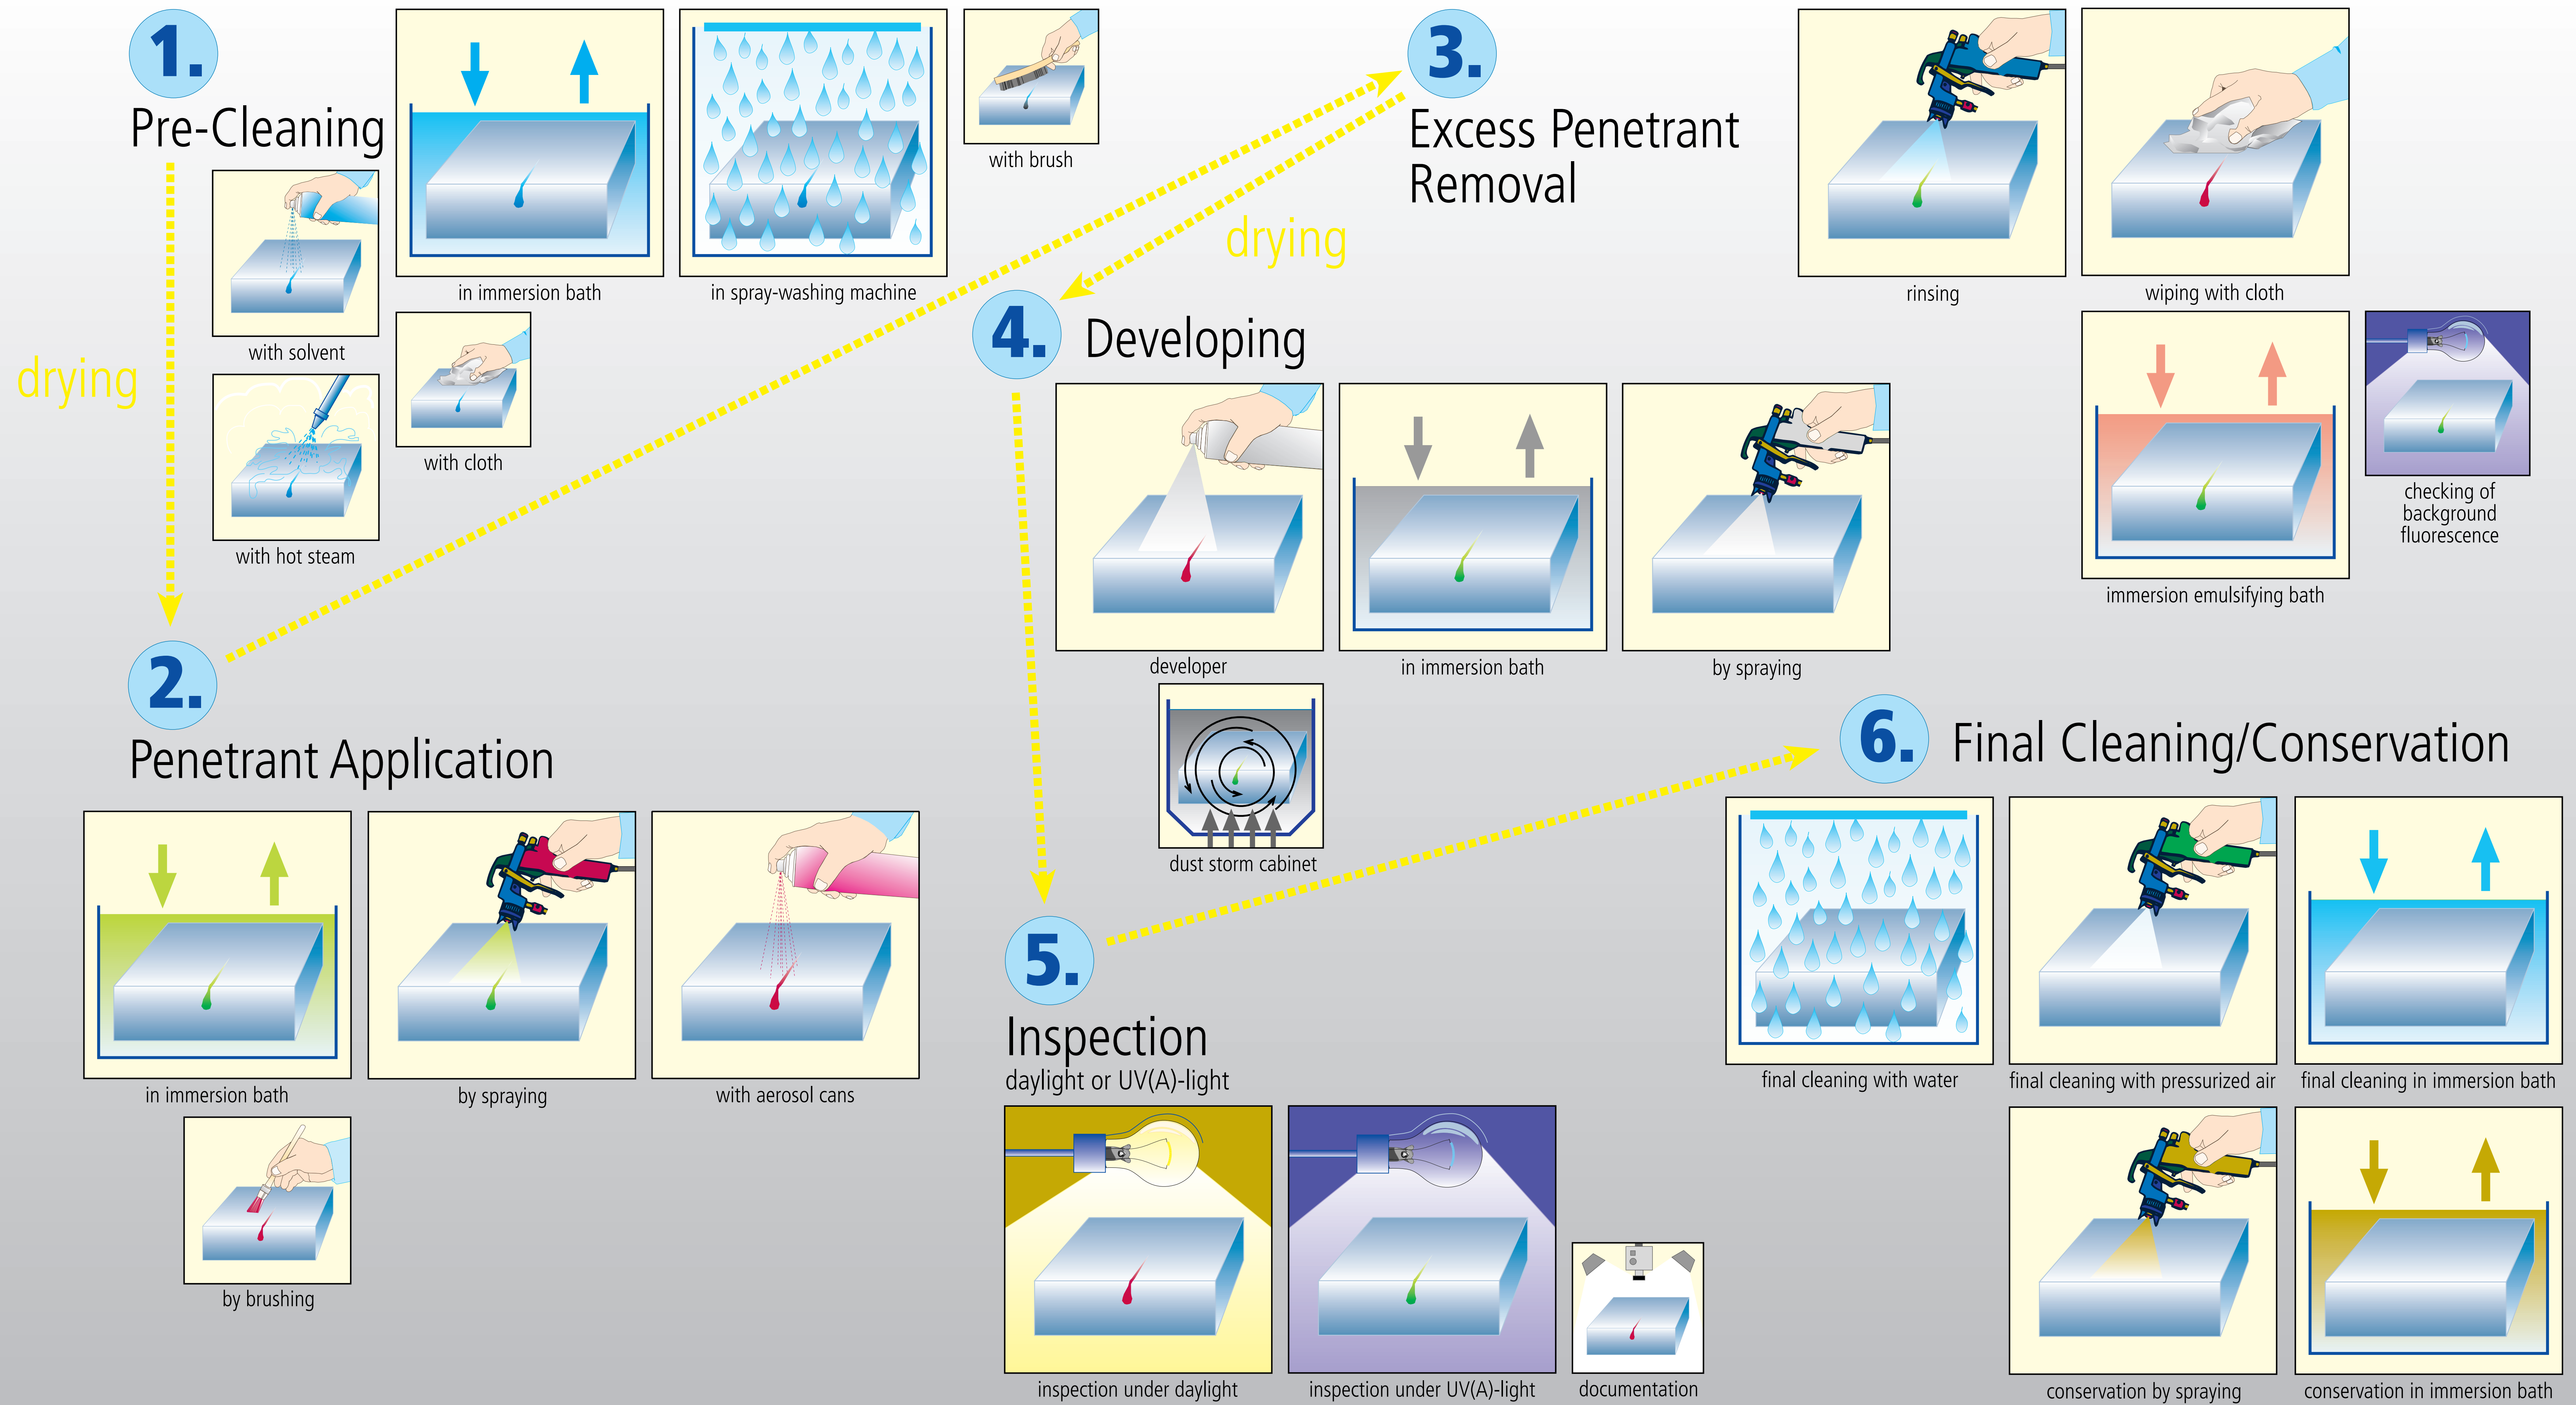 1.
Pre-Cleaning
in immersion bath
in spray-washing machine
with brush
with solvent
with cloth
with hot steam
drying
2.
Penetrant Application
in immersion bath
by spraying
with aerosol cans
by brushing
3.
Excess Penetrant
Removal
rinsing
wiping with cloth
immersion emulsifying bath
checking of
background
fluorescence
drying
4.
Developing
developer
in immersion bath
by spraying
dust storm cabinet
5.
Inspection
daylight or UV(A)-light
inspection under daylight
inspection under UV(A)-light
documentation
6.
Final Cleaning/Conservation
final cleaning with water
final cleaning with pressurized air
final cleaning in immersion bath
conservation by spraying
conservation in immersion bath